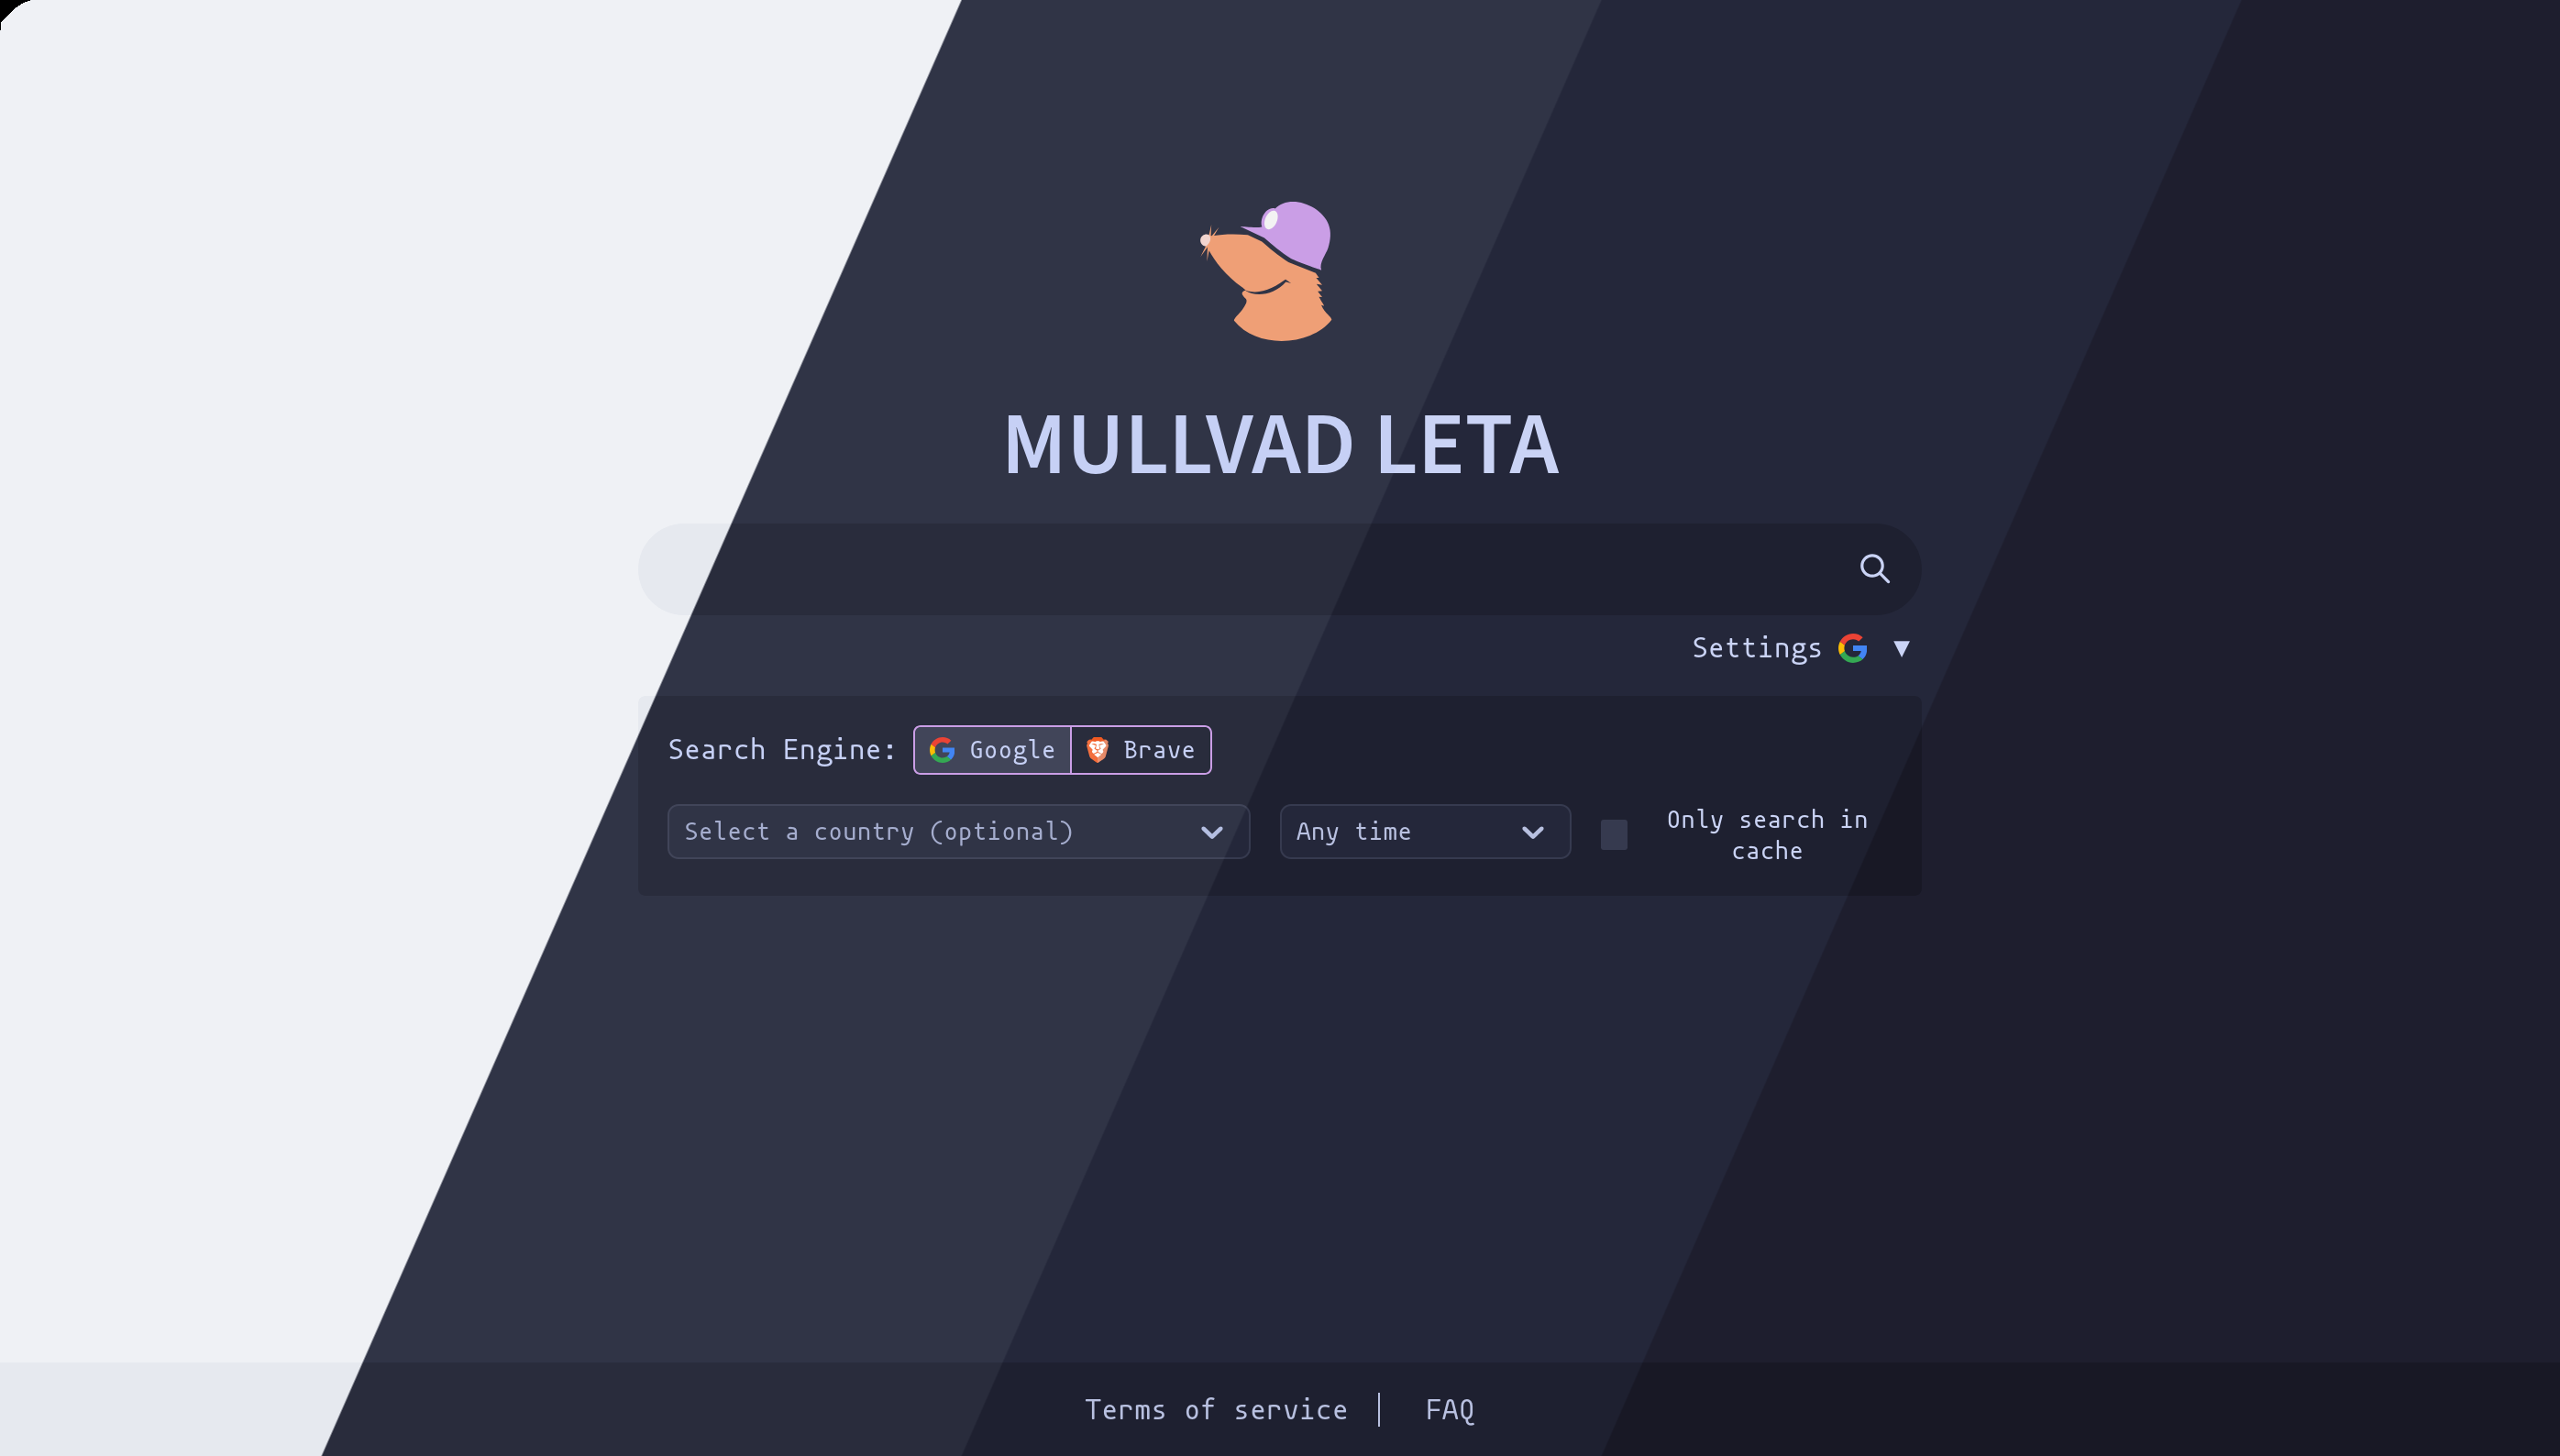 MULLVAD LETA
Settings ▼
Search Engine: Google Brave
Select a country (optional) Any time Only search in
cache
Terms of service | FAQ